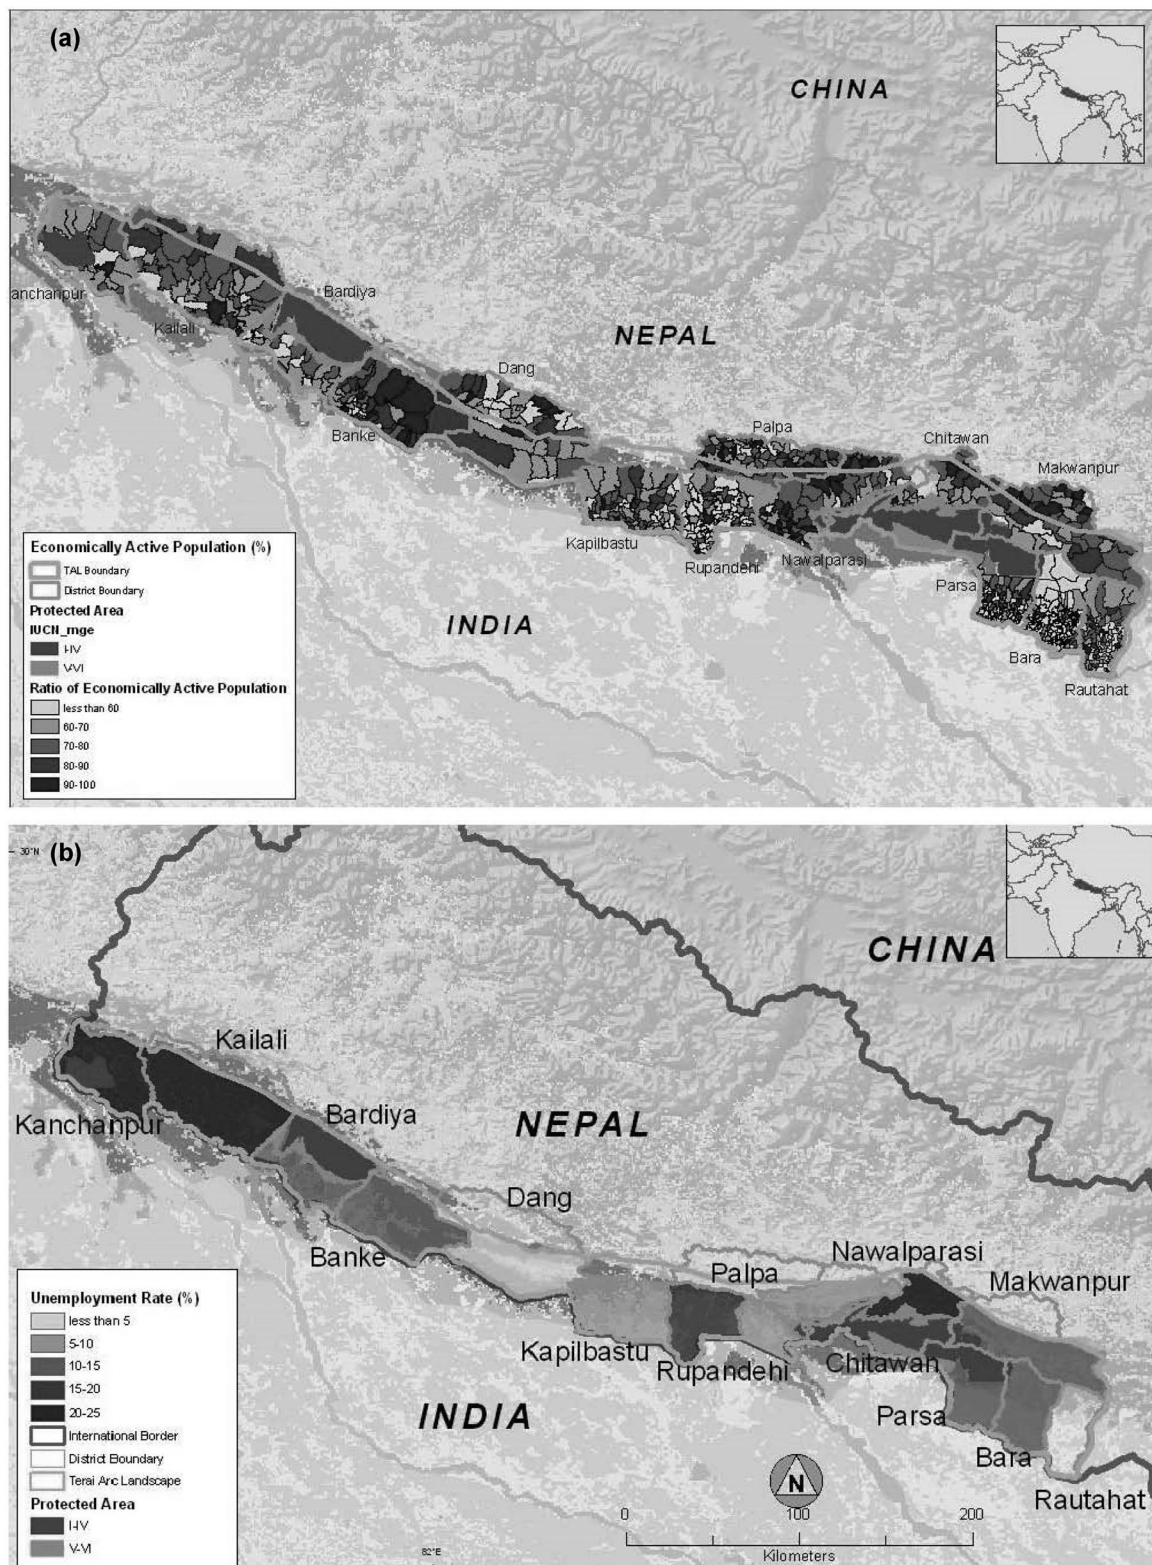 (a)
CHINA
anchanpur
Bardiya
Kailali
NEPAL
Dang
Banke
Palpa
Chitawan
Makwanpur
Kapilbastu
Rupandehi
Nawalparasi
Parsa
INDIA
Bara
Rautahat
Economically Active Population (%)
TAL Boundary
District Boundary
Protected Area
IUCN_rnge
I-IV
V-VI
Ratio of Economically Active Population
less than 60
60-70
70-80
80-90
90-100
30°N
(b)
CHINA
Kailali
Kanchanpur
Bardiya
NEPAL
Dang
Banke
Nawalparasi
Palpa
Makwanpur
Kapilbastu
Rupandehi
Chitawan
INDIA
Parsa
Bara
Rautahat
N
0 100 200
Kilometers
82°E
Unemployment Rate (%)
less than 5
5-10
10-15
15-20
20-25
International Border
District Boundary
Terai Arc Landscape
Protected Area
I-IV
V-VI